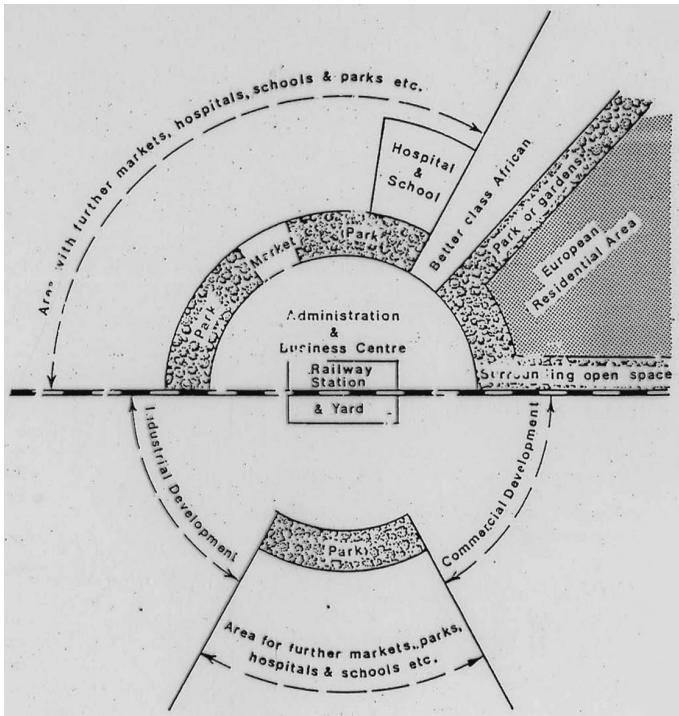 Area with further markets, hospitals, schools & parks etc.
Hospital
&
School
Better class African
Park or gardens
European
Residential Area
Park
Market
Park
Administration
&
Business Centre
Railway
Station
& Yard
Surrounding open space
Industrial Development
Commercial Development
Park
Area for further markets, parks,
hospitals & schools etc.